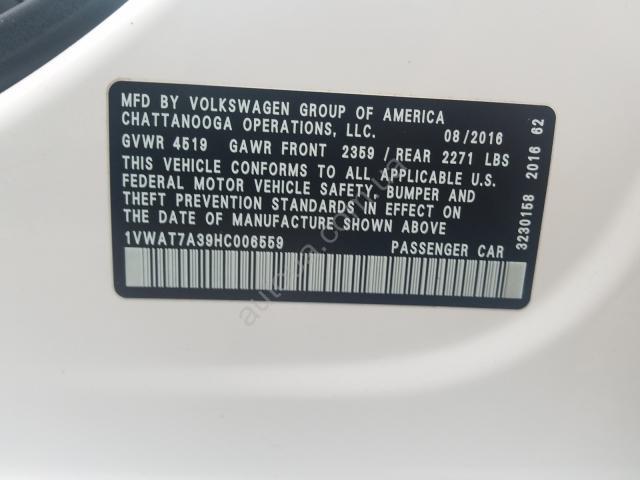 MFD BY VOLKSWAGEN GROUP OF AMERICA
CHATTANOOGA OPERATIONS, LLC. 08/2016
GVWR 4519 GAWR FRONT 2359 / REAR 2271 LBS
THIS VEHICLE CONFORMS TO ALL APPLICABLE U.S.
FEDERAL MOTOR VEHICLE SAFETY, BUMPER AND
THEFT PREVENTION STANDARDS IN EFFECT ON
THE DATE OF MANUFACTURE SHOWN ABOVE
1VWAT7A39HC006559 PASSENGER CAR
3230158 2016 62